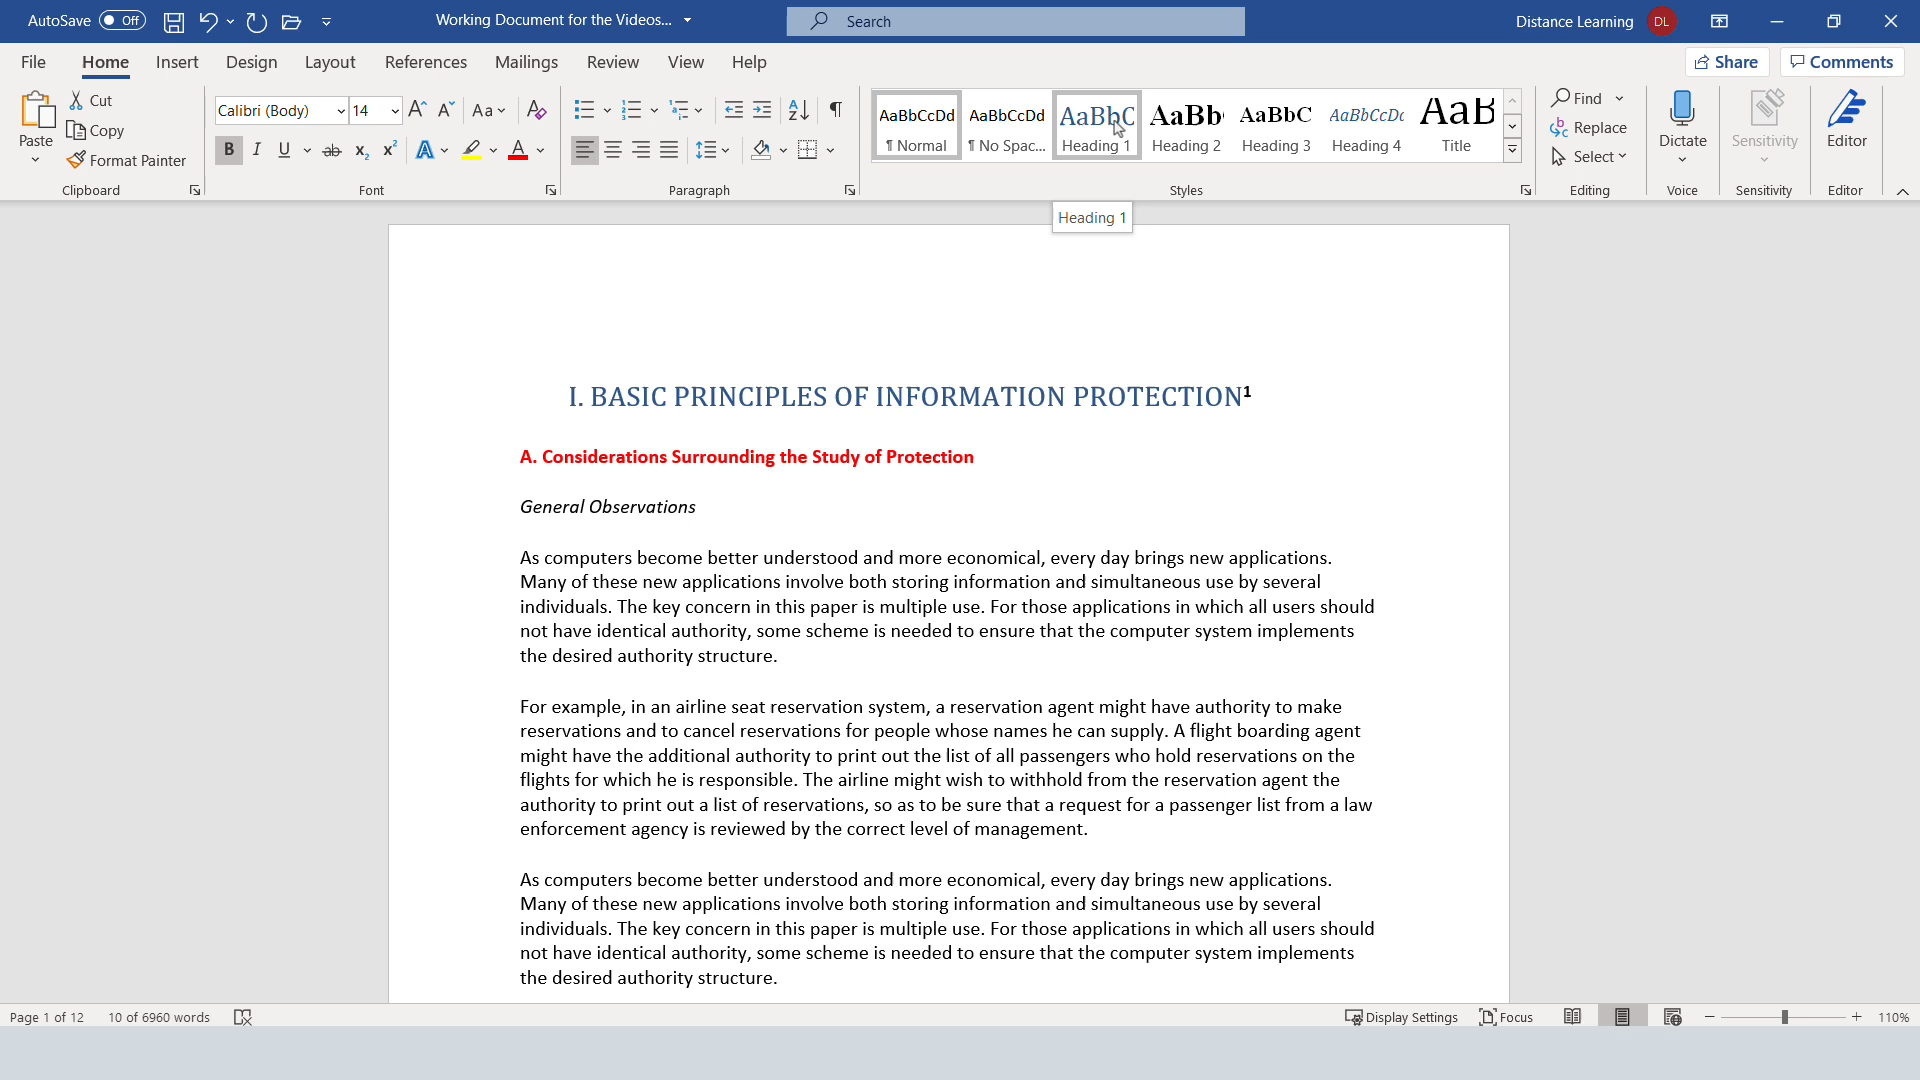 AutoSave Off Working Document for the Videos... Search Distance Learning DL
File Home Insert Design Layout References Mailings Review View Help Share Comments
Paste Cut Copy Format Painter Clipboard
Calibri (Body) 14 Aa B I U ab x2 x2 A A Font
Paragraph
AaBbCcDd ¶ Normal
AaBbCcDd ¶ No Spac...
AaBbC Heading 1
AaBb Heading 2
AaBbC Heading 3
AaBbCcDc Heading 4
AaB Title
Styles
Find Replace Select Editing
Dictate Voice
Sensitivity Sensitivity
Editor Editor
Heading 1
I. BASIC PRINCIPLES OF INFORMATION PROTECTION1
A. Considerations Surrounding the Study of Protection
General Observations
As computers become better understood and more economical, every day brings new applications.
Many of these new applications involve both storing information and simultaneous use by several
individuals. The key concern in this paper is multiple use. For those applications in which all users should
not have identical authority, some scheme is needed to ensure that the computer system implements
the desired authority structure.
For example, in an airline seat reservation system, a reservation agent might have authority to make
reservations and to cancel reservations for people whose names he can supply. A flight boarding agent
might have the additional authority to print out the list of all passengers who hold reservations on the
flights for which he is responsible. The airline might wish to withhold from the reservation agent the
authority to print out a list of reservations, so as to be sure that a request for a passenger list from a law
enforcement agency is reviewed by the correct level of management.
As computers become better understood and more economical, every day brings new applications.
Many of these new applications involve both storing information and simultaneous use by several
individuals. The key concern in this paper is multiple use. For those applications in which all users should
not have identical authority, some scheme is needed to ensure that the computer system implements
the desired authority structure.
Page 1 of 12 10 of 6960 words Display Settings Focus 110%